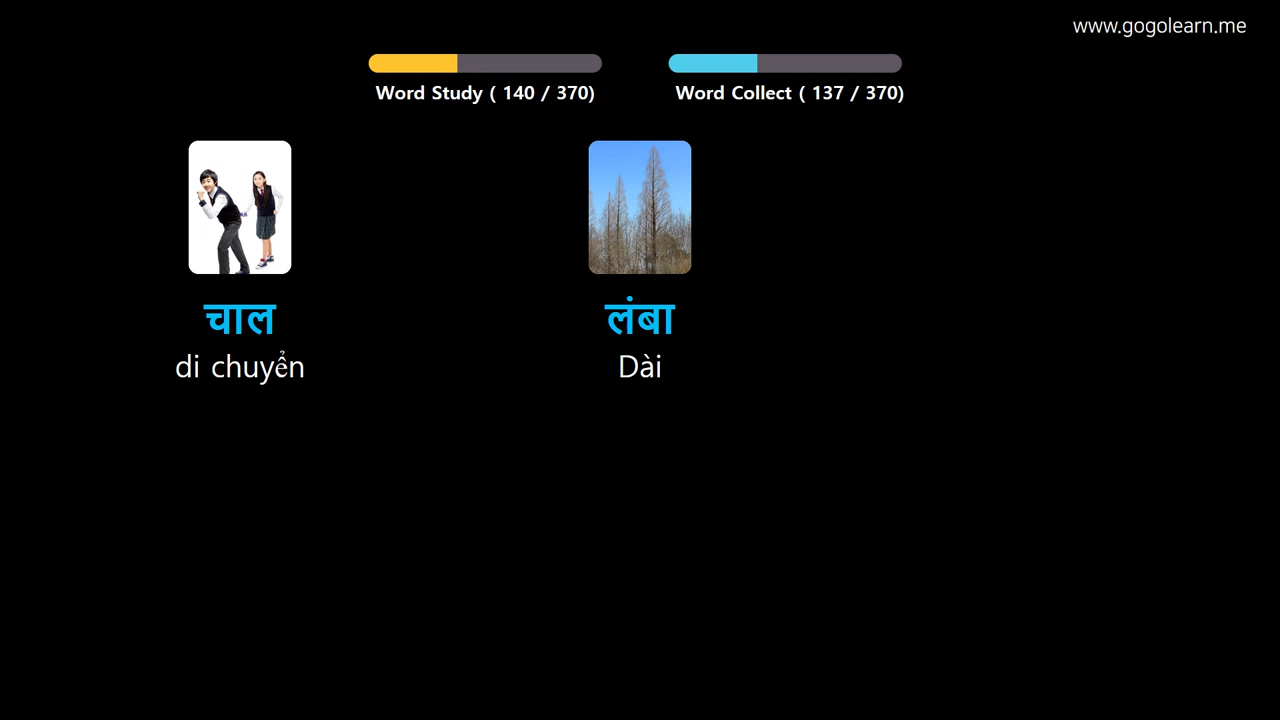 www.gogolearn.me
Word Study ( 140 / 370)
Word Collect ( 137 / 370)
चाल
di chuyển
लंबा
Dài